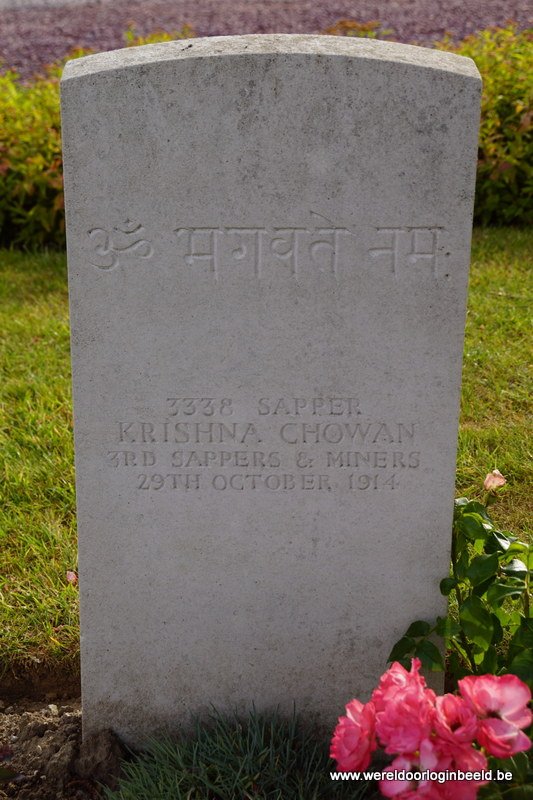 ॐ भगवते नम
3338 SAPPER
KRISHNA CHOWAN
3RD SAPPERS & MINERS
29TH OCTOBER 1914
www.wereldoorloginbeeld.be